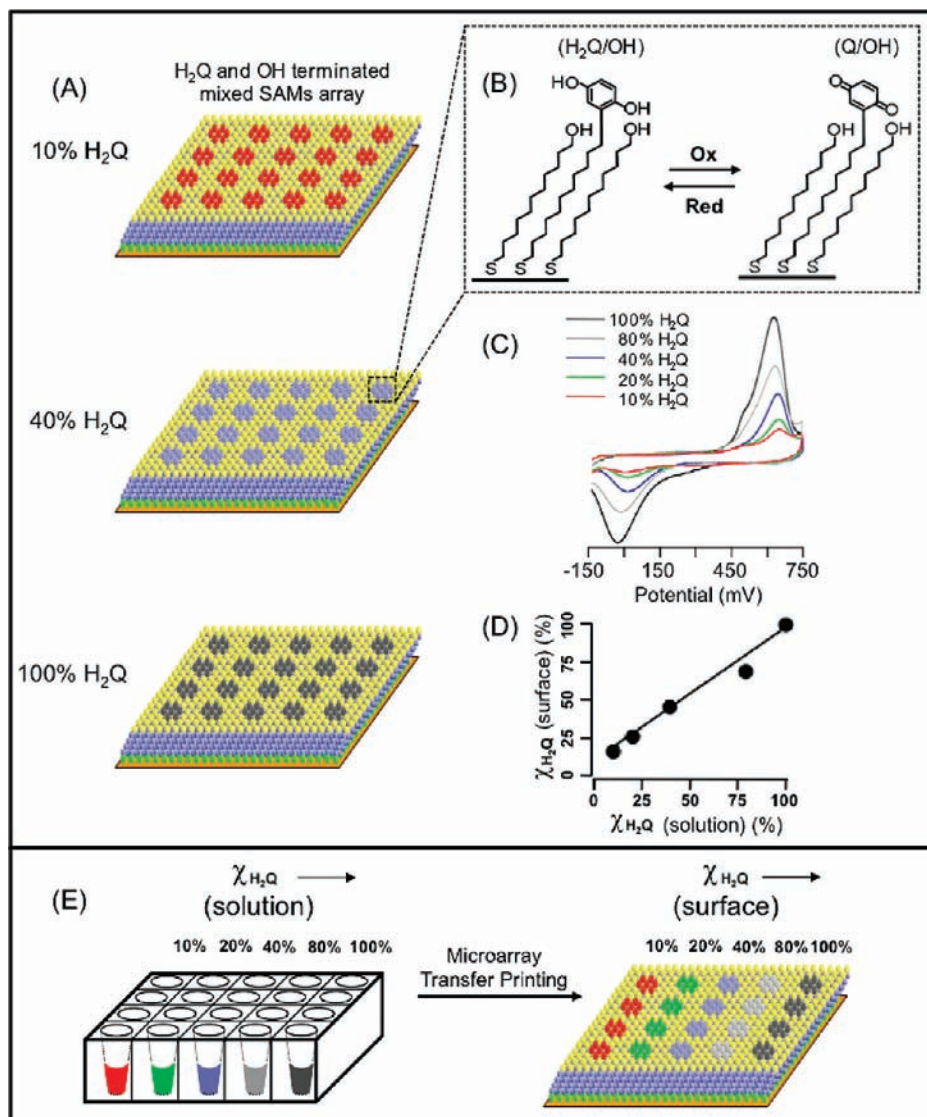 (A)
H₂Q and OH terminated
mixed SAMs array
10% H₂Q
40% H₂Q
100% H₂Q
(B)
(H₂Q/OH)
(Q/OH)
HO
OH
OH
OH
Ox
Red
S S S
O
O
OH
OH
S S S
(C)
100% H₂Q
80% H₂Q
40% H₂Q
20% H₂Q
10% H₂Q
-150 150 450 750
Potential (mV)
(D)
χH₂Q (surface) (%)
100
75
50
25
0
0 25 50 75 100
χH₂Q (solution) (%)
(E)
χH₂Q
(solution)
10% 20% 40% 80% 100%
Microarray
Transfer Printing
χH₂Q
(surface)
10% 20% 40% 80% 100%